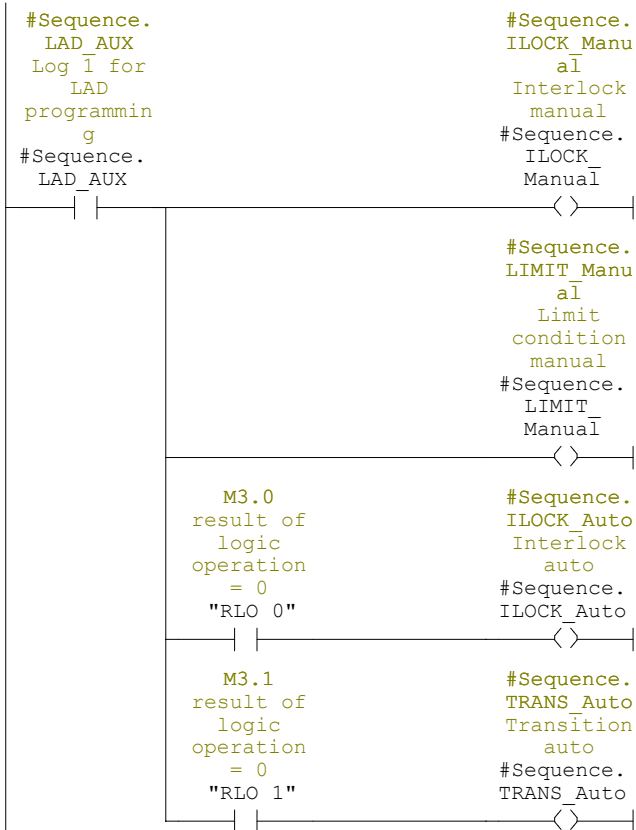 #Sequence.
LAD_AUX
Log 1 for
LAD
programmin
g
#Sequence.
LAD_AUX
#Sequence.
ILOCK_Manu
al
Interlock
manual
#Sequence.
ILOCK_
Manual
#Sequence.
LIMIT_Manu
al
Limit
condition
manual
#Sequence.
LIMIT_
Manual
M3.0
result of
logic
operation
= 0
"RLO 0"
#Sequence.
ILOCK_Auto
Interlock
auto
#Sequence.
ILOCK_Auto
M3.1
result of
logic
operation
= 0
"RLO 1"
#Sequence.
TRANS_Auto
Transition
auto
#Sequence.
TRANS_Auto